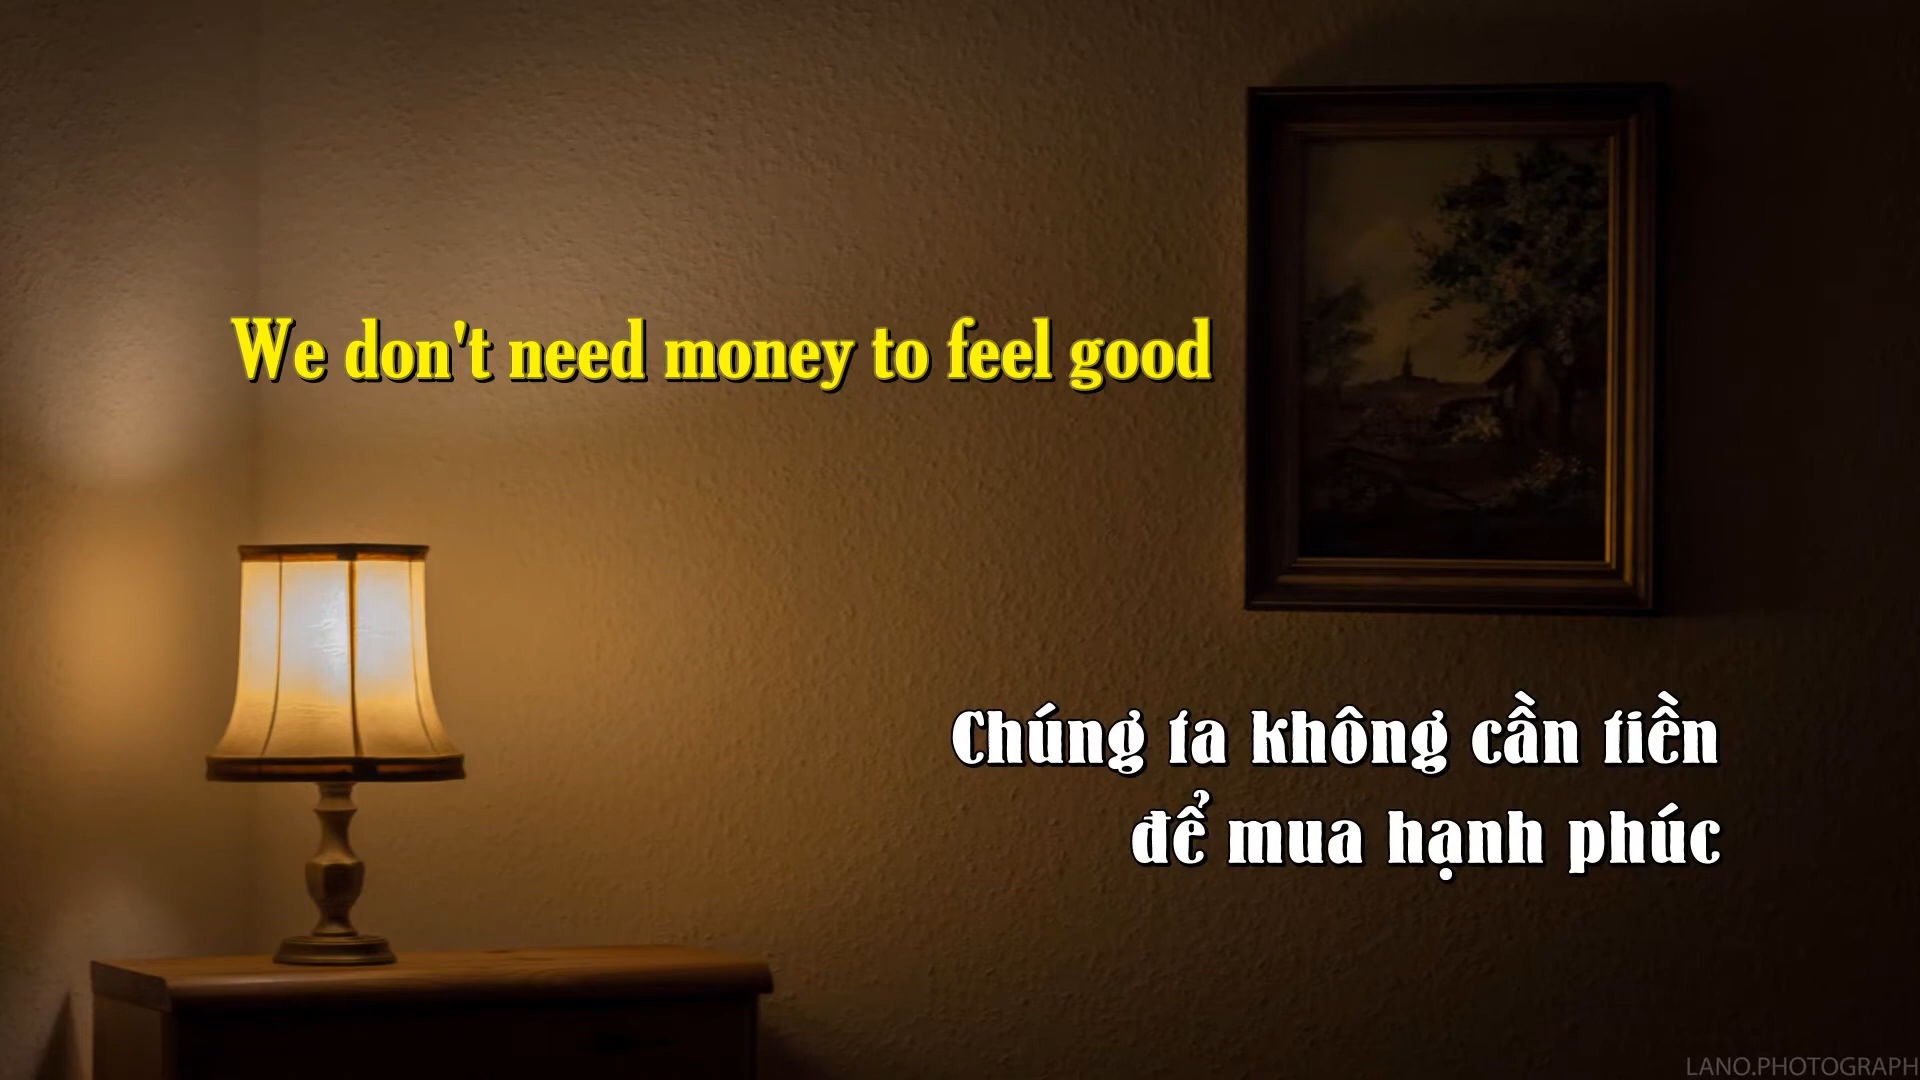 We don't need money to feel good
Chúng ta không cần tiền
để mua hạnh phúc
LANO.PHOTOGRAPH